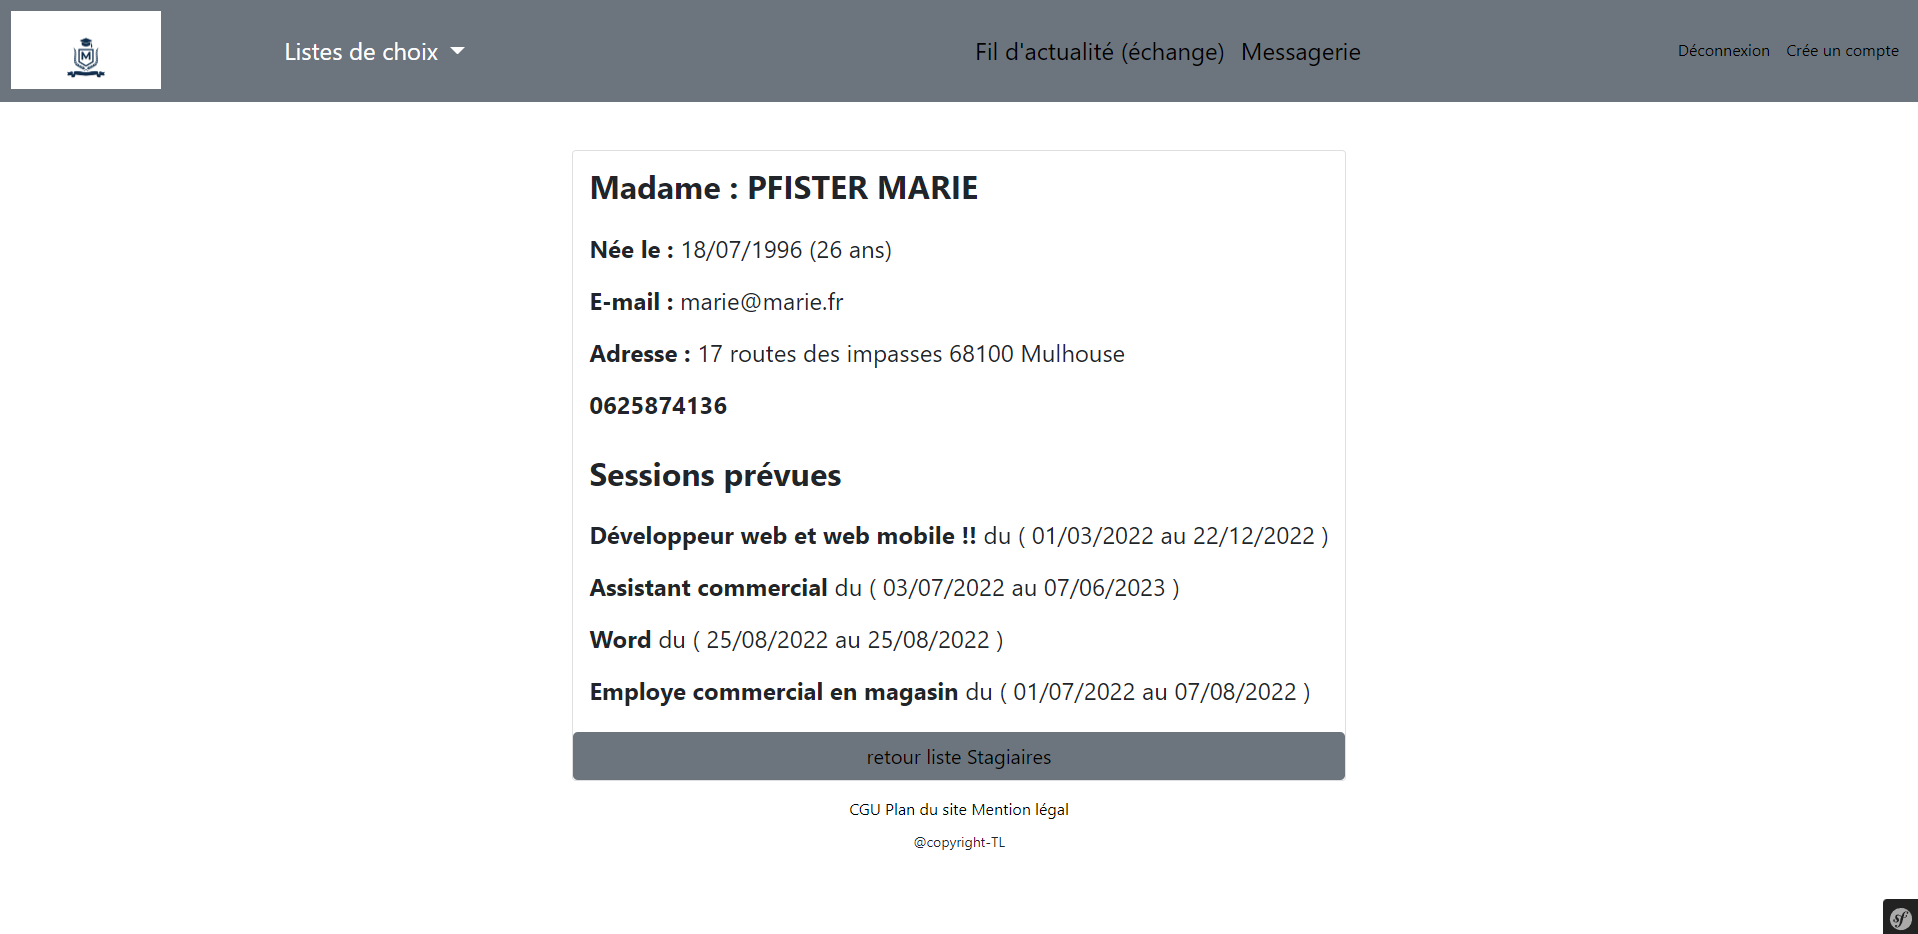 M
Listes de choix
Fil d'actualité (échange) Messagerie
Déconnexion Crée un compte
Madame : PFISTER MARIE
Née le : 18/07/1996 (26 ans)
E-mail : marie@marie.fr
Adresse : 17 routes des impasses 68100 Mulhouse
0625874136
Sessions prévues
Développeur web et web mobile !! du ( 01/03/2022 au 22/12/2022 )
Assistant commercial du ( 03/07/2022 au 07/06/2023 )
Word du ( 25/08/2022 au 25/08/2022 )
Employe commercial en magasin du ( 01/07/2022 au 07/08/2022 )
retour liste Stagiaires
CGU Plan du site Mention légal
@copyright-TL
sf